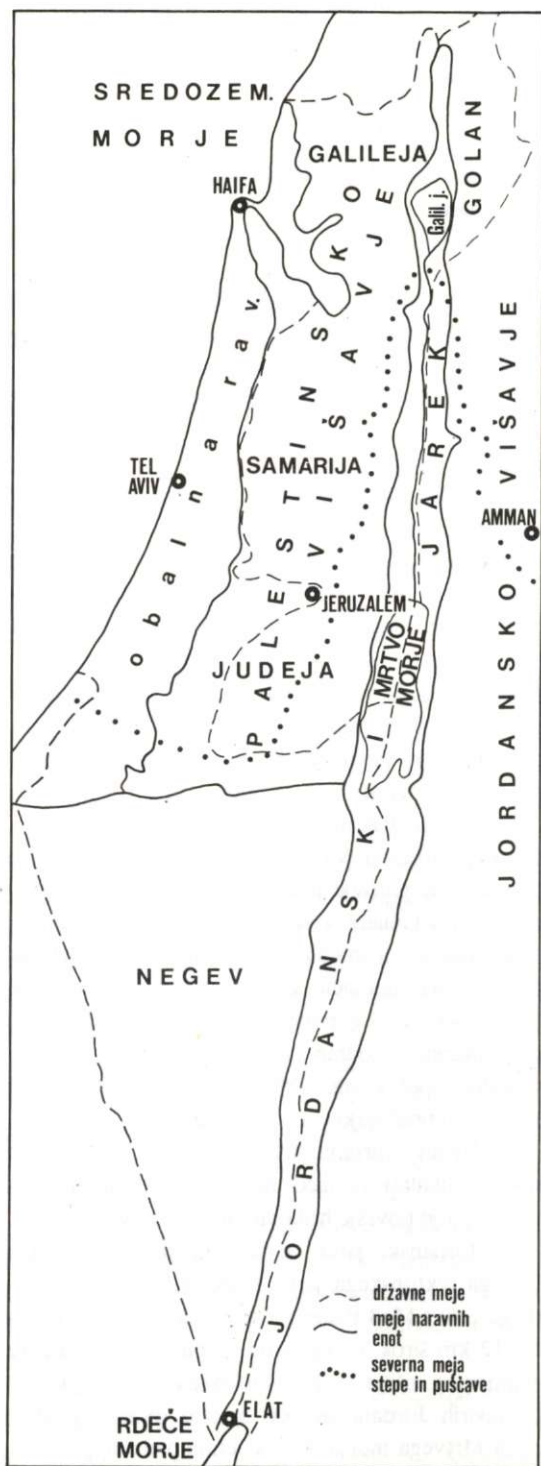 SREDOZEM.
MORJE
GALILEJA
GOLAN
HAIFA
Galil. j.
obalna rav.
PALESTINSKO
VIŠAVJE
SAMARIJA
TEL
AVIV
AMMAN
JERUZALEM
JUDEJA
MRTVO
MORJE
JORDANSKI JAREK
JORDANSKO VIŠAVJE
NEGEV
državne meje
meje naravnih
enot
severna meja
stepe in puščave
ELAT
RDEČE
MORJE